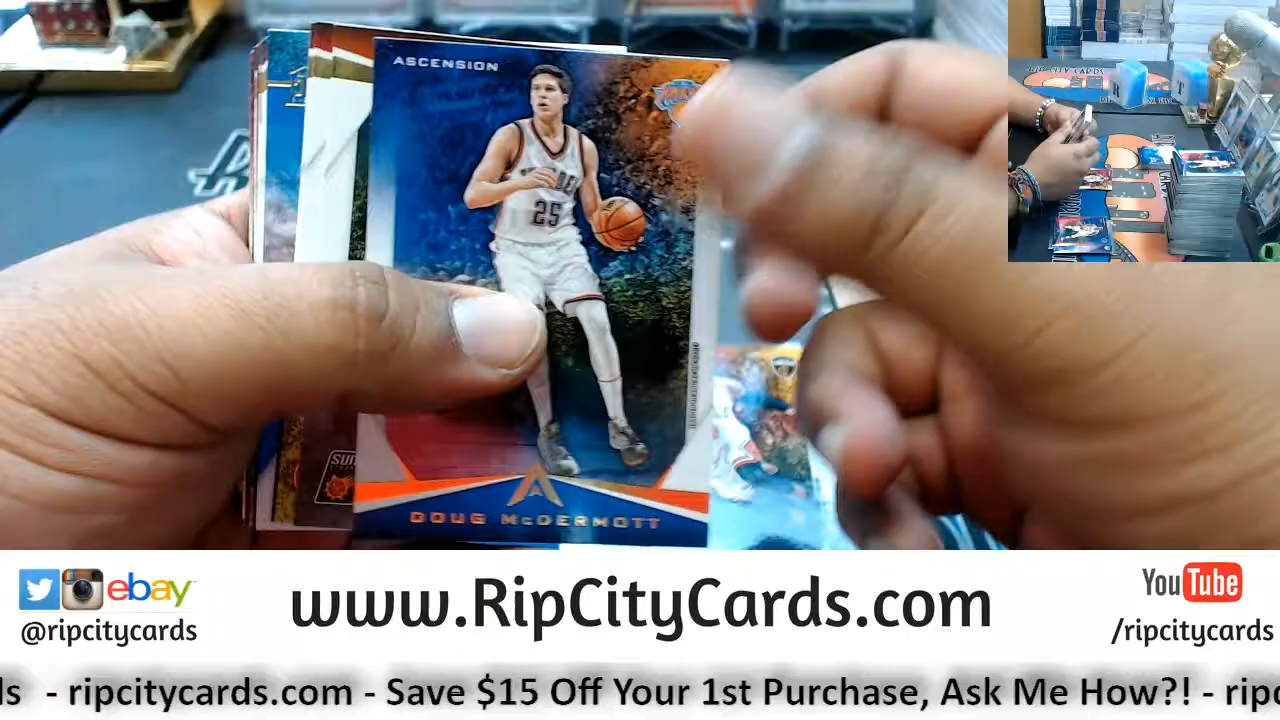 ASCENSION
25
SUNS
DOUG McDERMOTT
ebay
@ripcitycards
www.RipCityCards.com
YouTube
/ripcitycards
ds - ripcitycards.com - Save $15 Off Your 1st Purchase, Ask Me How?! - ripc